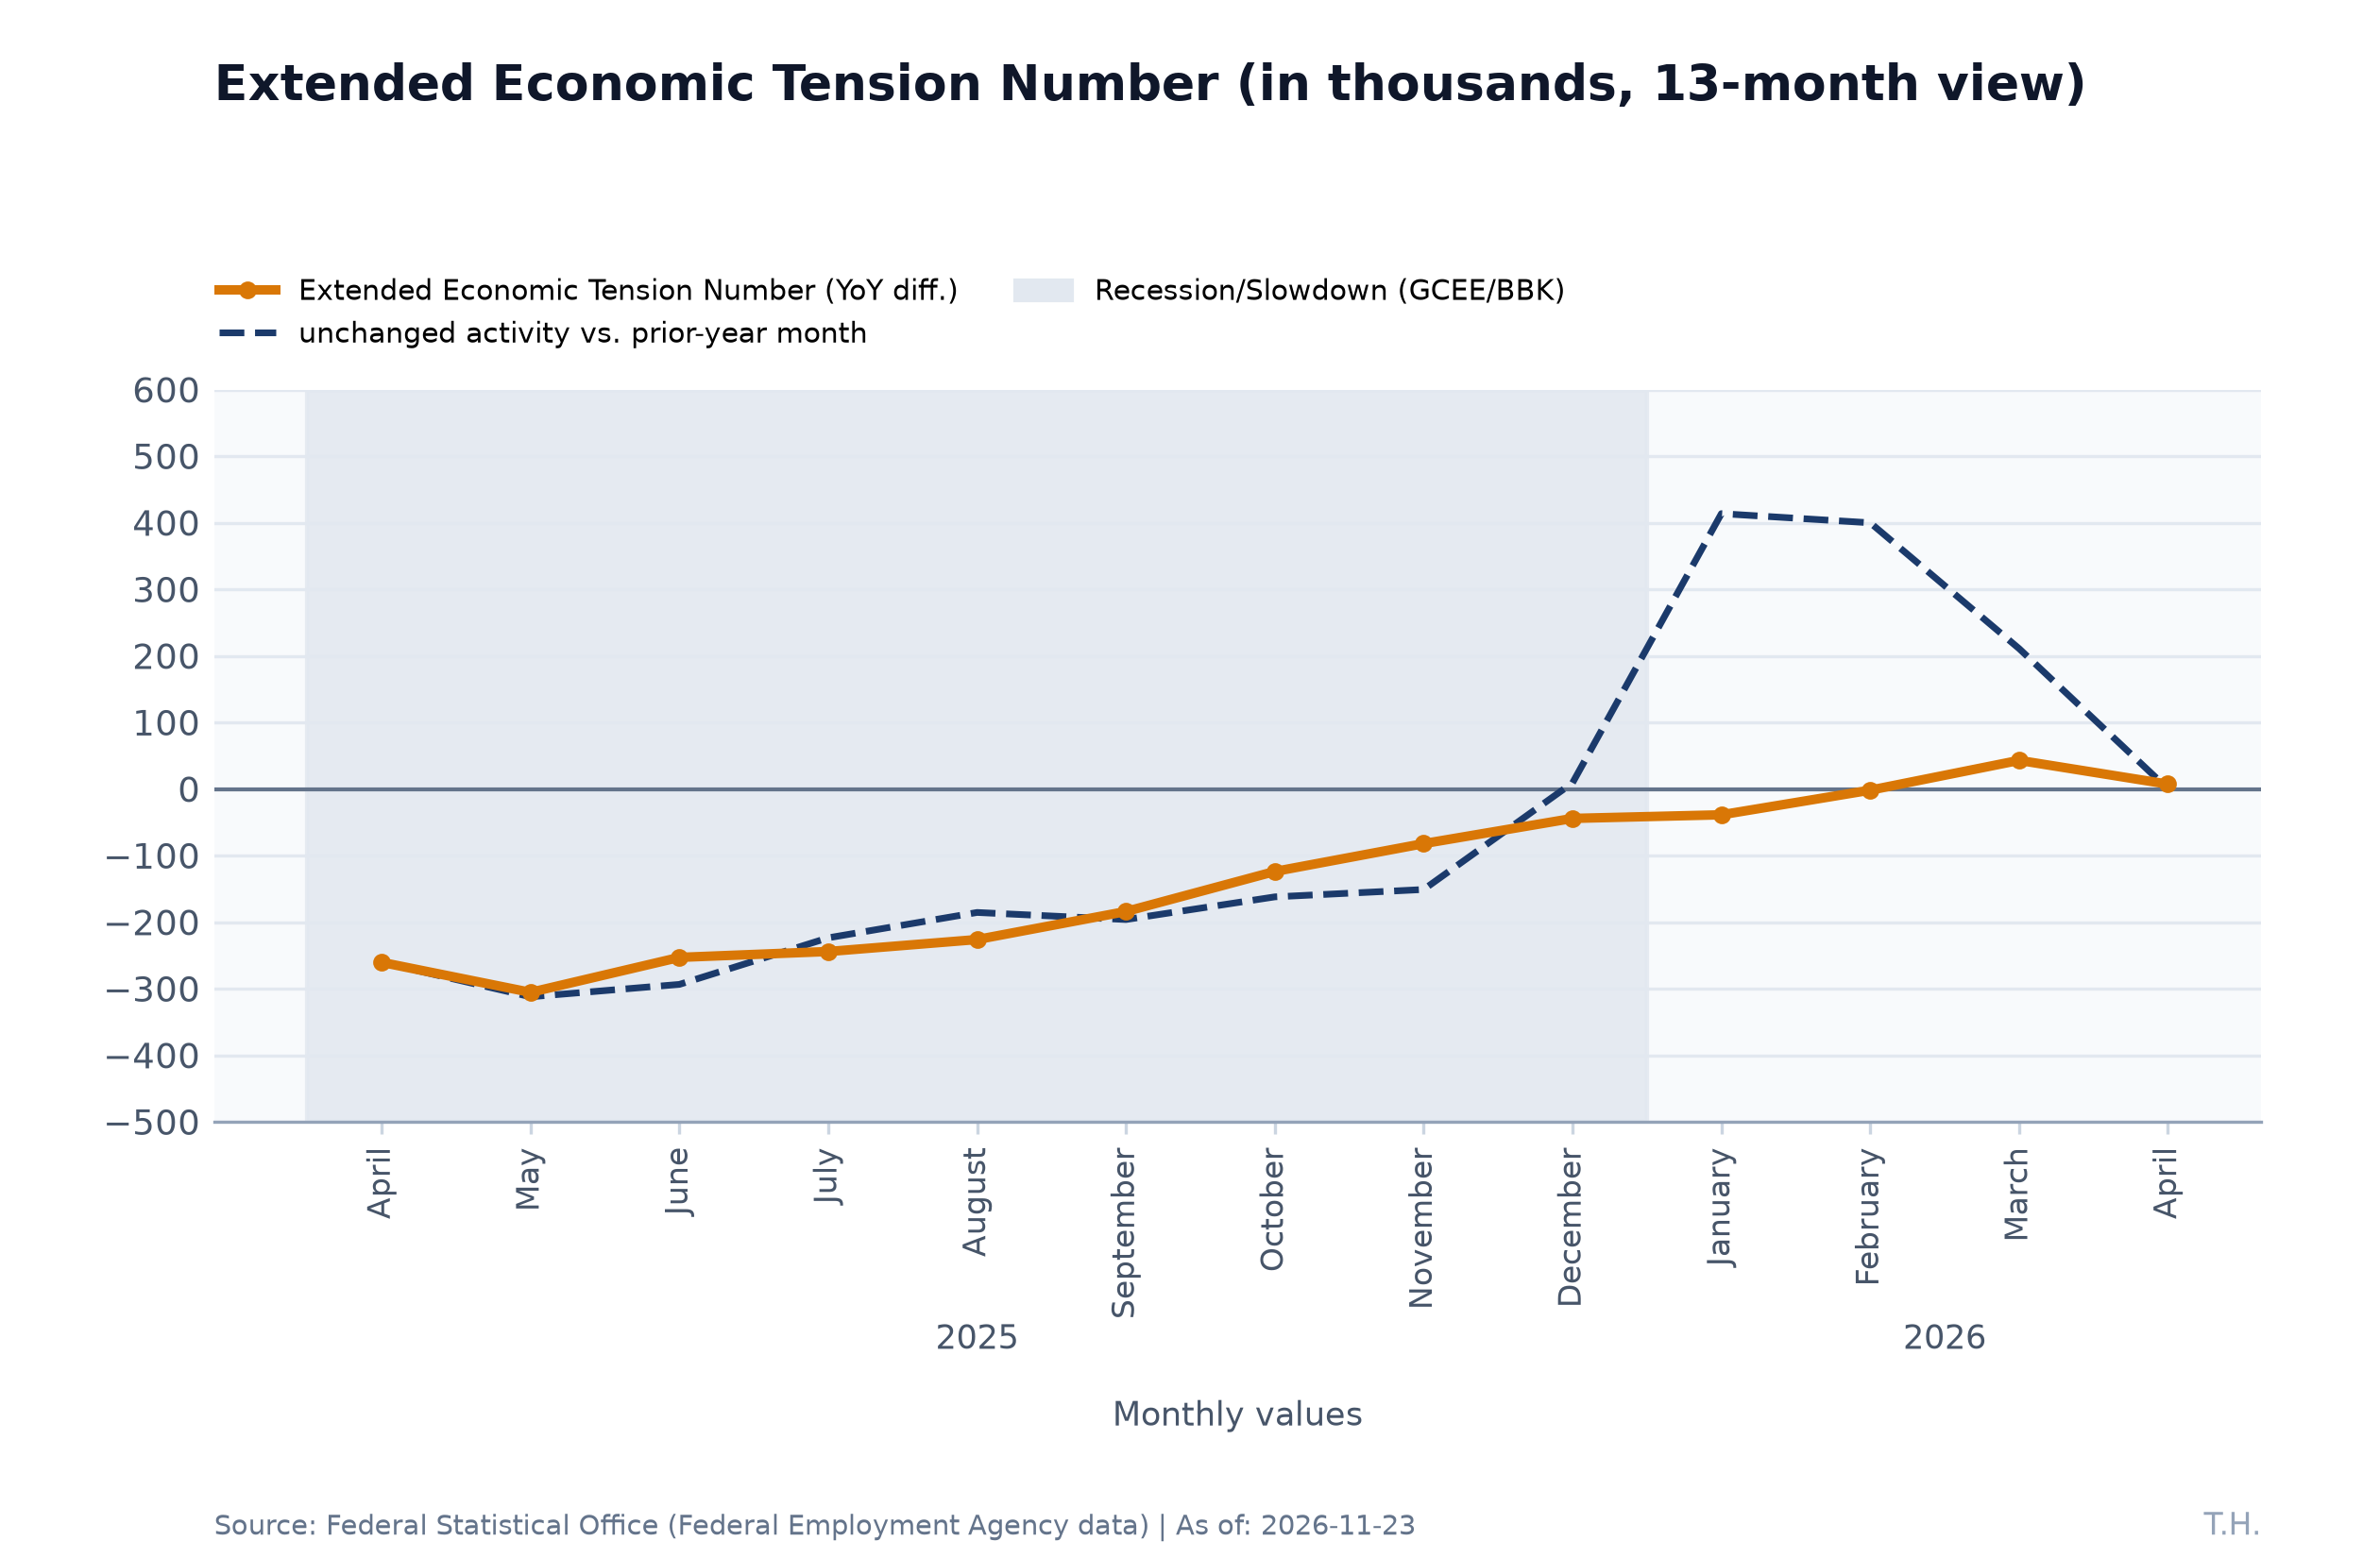 Extended Economic Tension Number (in thousands, 13-month view)
Extended Economic Tension Number (YoY diff.)
unchanged activity vs. prior-year month
Recession/Slowdown (GCEE/BBK)
600
500
400
300
200
100
0
−100
−200
−300
−400
−500
April
May
June
July
August
September
October
November
December
January
February
March
April
2025
2026
Monthly values
Source: Federal Statistical Office (Federal Employment Agency data) | As of: 2026-11-23
T.H.